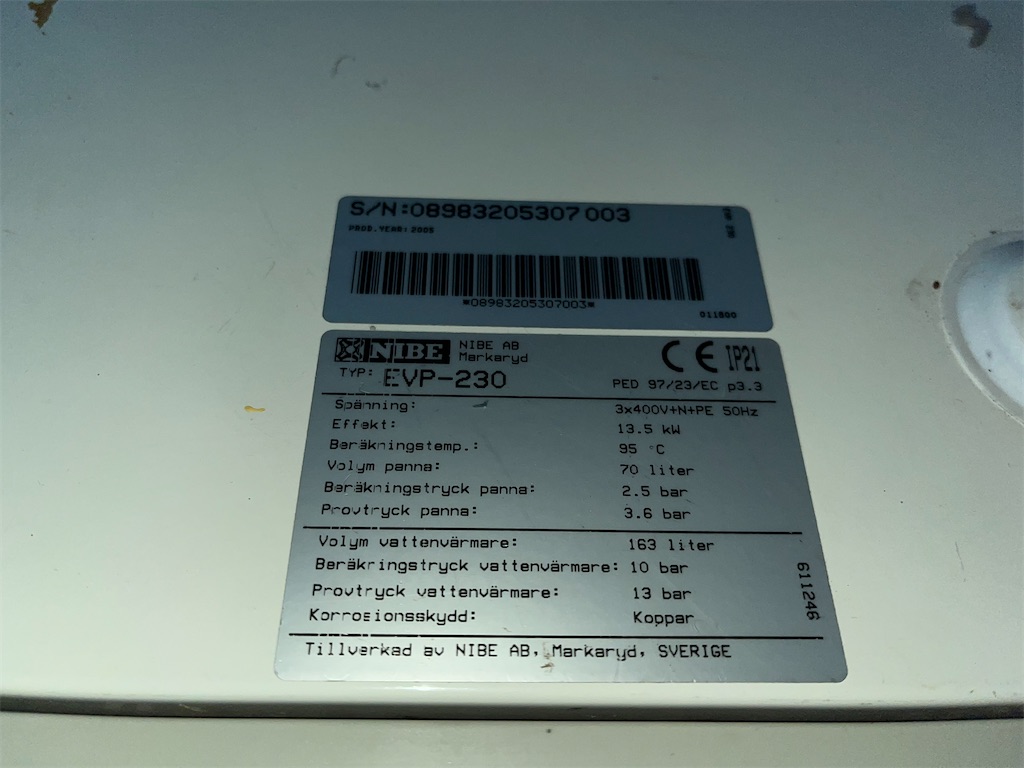 S/N:08983205307003
PROD.YEAR: 2005
*08983205307003*
011800
NIBE NIBE AB
Markaryd
CE IP21
TYP: EVP-230
PED 97/23/EC p3.3
Spänning: 3x400V+N+PE 50Hz
Effekt: 13.5 kW
Beräkningstemp.: 95 °C
Volym panna: 70 liter
Beräkningstryck panna: 2.5 bar
Provtryck panna: 3.6 bar
Volym vattenvärmare: 163 liter
Beräkringstryck vattenvärmare: 10 bar
Provtryck vattenvärmare: 13 bar
Korrosionsskydd: Koppar
611246
Tillverkad av NIBE AB, Markaryd, SVERIGE